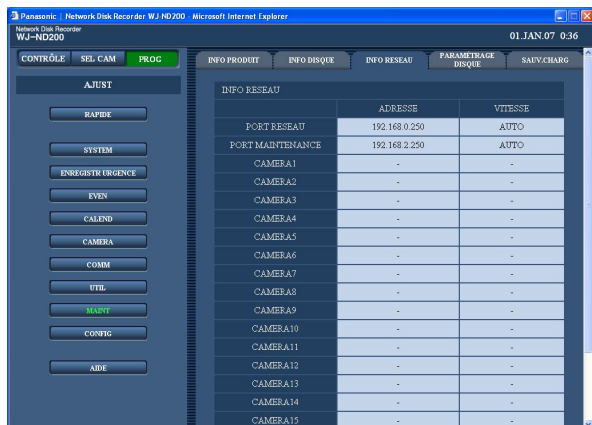 Panasonic | Network Disk Recorder WJ-ND200 - Microsoft Internet Explorer
Network Disk Recorder
WJ-ND200
01.JAN.07 0:36
CONTRÔLE SEL CAM PROG
INFO PRODUIT INFO DISQUE INFO RESEAU PARAMÉTRAGE DISQUE SAUV.CHARG
AJUST
RAPIDE
SYSTEM
ENREGISTR URGENCE
EVEN
CALEND
CAMERA
COMM
UTIL
MAINT
CONFIG
AIDE
INFO RESEAU
ADRESSE VITESSE
PORT RESEAU 192.168.0.250 AUTO
PORT MAINTENANCE 192.168.2.250 AUTO
CAMERA1 - -
CAMERA2 - -
CAMERA3 - -
CAMERA4 - -
CAMERA5 - -
CAMERA6 - -
CAMERA7 - -
CAMERA8 - -
CAMERA9 - -
CAMERA10 - -
CAMERA11 - -
CAMERA12 - -
CAMERA13 - -
CAMERA14 - -
CAMERA15 - -